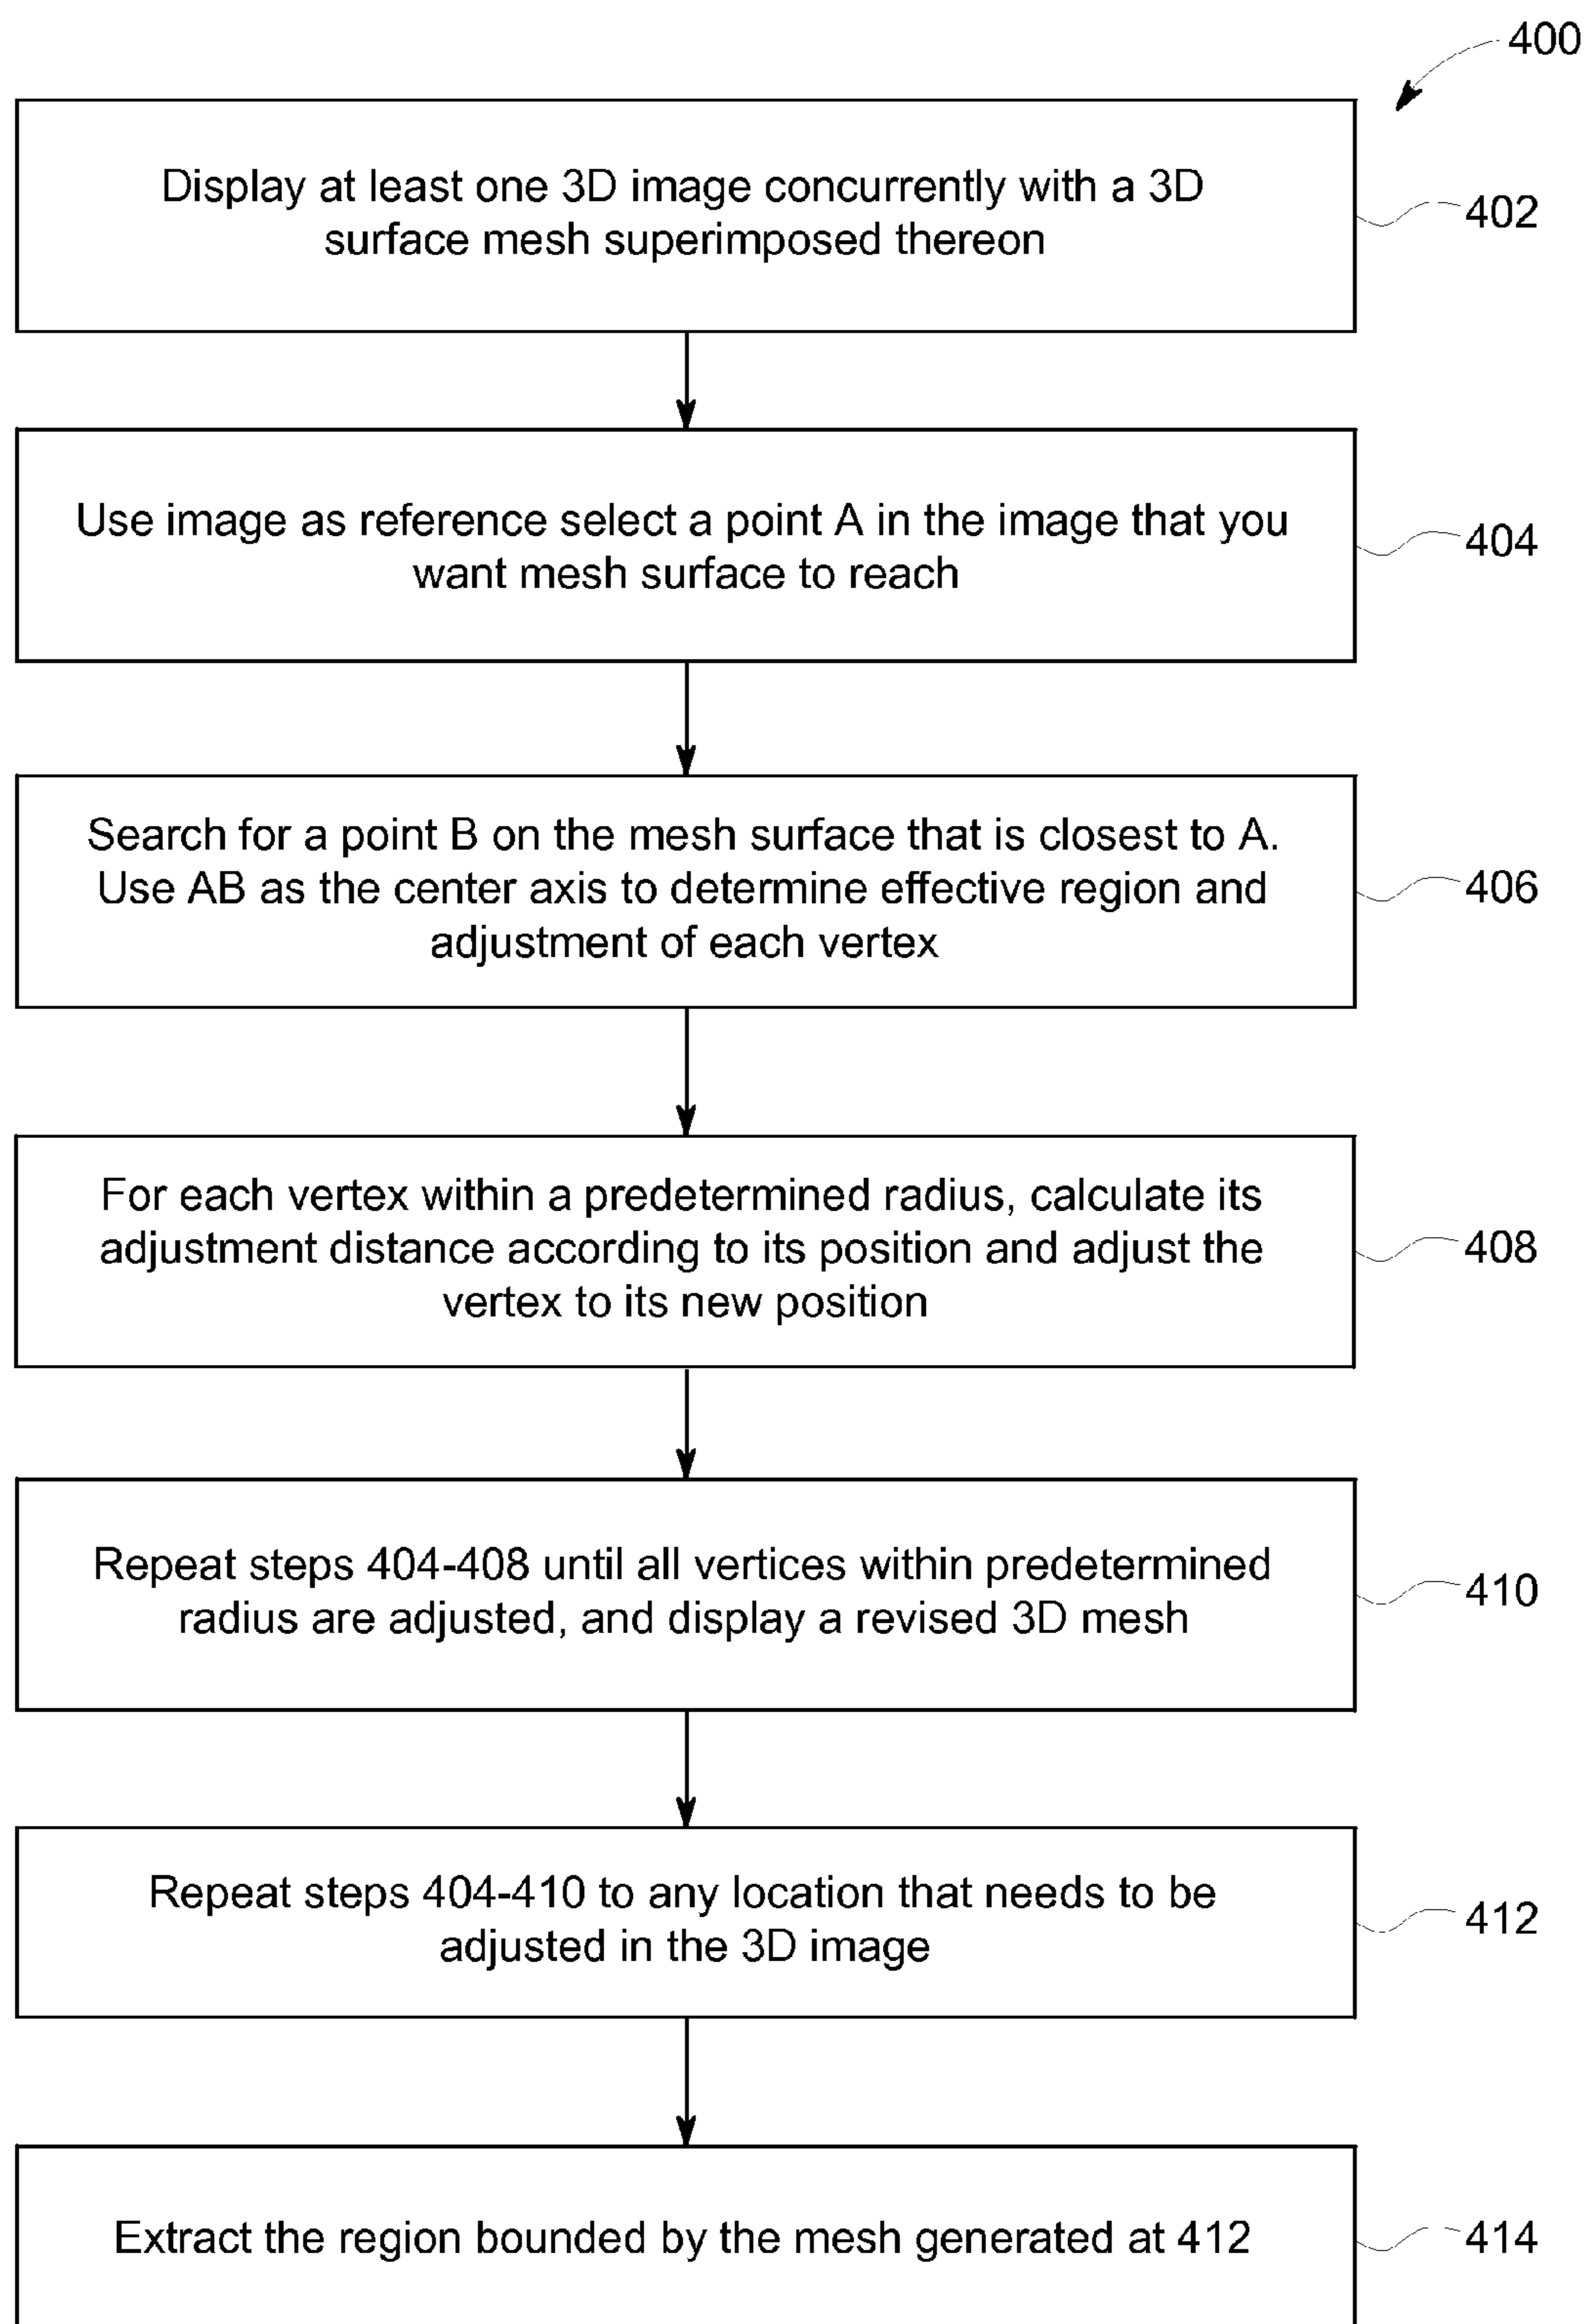 400
Display at least one 3D image concurrently with a 3D
surface mesh superimposed thereon
402
Use image as reference select a point A in the image that you
want mesh surface to reach
404
Search for a point B on the mesh surface that is closest to A.
Use AB as the center axis to determine effective region and
adjustment of each vertex
406
For each vertex within a predetermined radius, calculate its
adjustment distance according to its position and adjust the
vertex to its new position
408
Repeat steps 404-408 until all vertices within predetermined
radius are adjusted, and display a revised 3D mesh
410
Repeat steps 404-410 to any location that needs to be
adjusted in the 3D image
412
Extract the region bounded by the mesh generated at 412
414